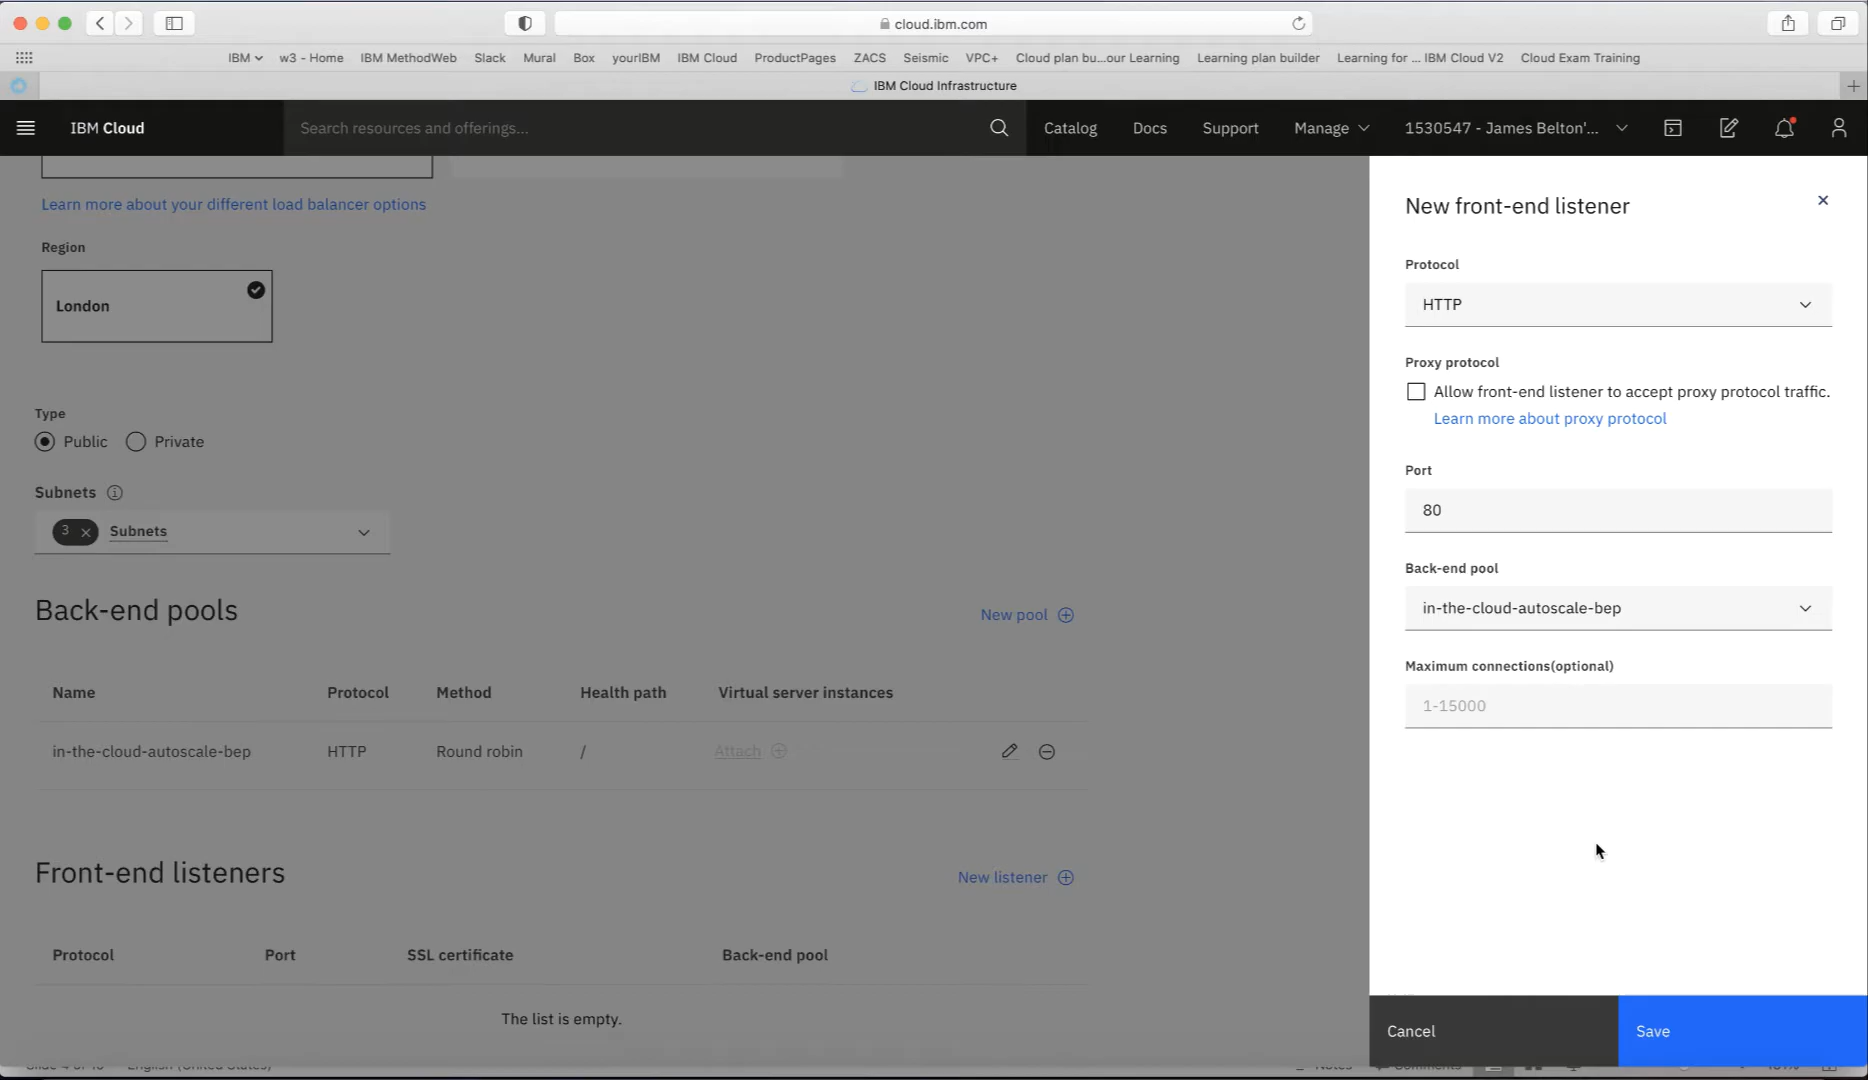 cloud.ibm.com
IBM w3 - Home IBM MethodWeb Slack Mural Box yourIBM IBM Cloud ProductPages ZACS Seismic VPC+ Cloud plan bu...our Learning Learning plan builder Learning for ... IBM Cloud V2 Cloud Exam Training
IBM Cloud Infrastructure
IBM Cloud Search resources and offerings... Catalog Docs Support Manage 1530547 - James Belton'...
Learn more about your different load balancer options
Region
London
Type
Public Private
Subnets
3 Subnets
Back-end pools New pool
Name Protocol Method Health path Virtual server instances
in-the-cloud-autoscale-bep HTTP Round robin / Attach
Front-end listeners New listener
Protocol Port SSL certificate Back-end pool
The list is empty.
New front-end listener
Protocol
HTTP
Proxy protocol
Allow front-end listener to accept proxy protocol traffic.
Learn more about proxy protocol
Port
80
Back-end pool
in-the-cloud-autoscale-bep
Maximum connections(optional)
1-15000
Cancel Save
English (United States) Notes Comments